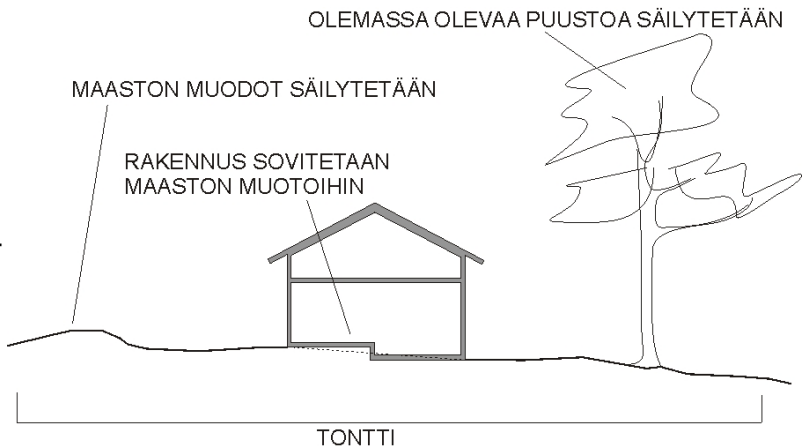 OLEMASSA OLEVAA PUUSTOA SÄILYTETÄÄN
MAASTON MUODOT SÄILYTETÄÄN
RAKENNUS SOVITETAAN
MAASTON MUOTOIHIN
TONTTI